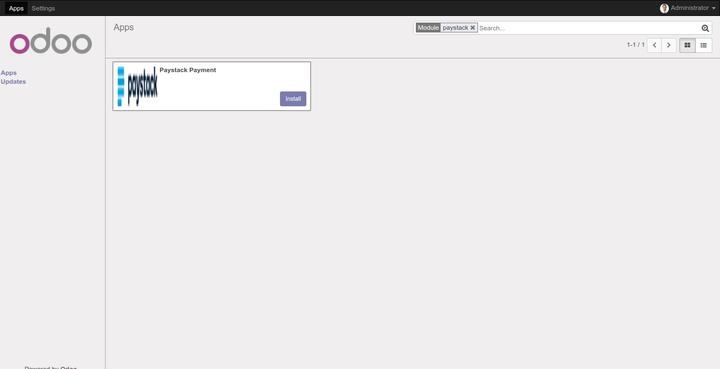 Apps Settings Administrator
odoo
Apps
Module paystack Search...
1-1 / 1
Apps
Updates
paystack
Paystack Payment
Install
Powered by Odoo